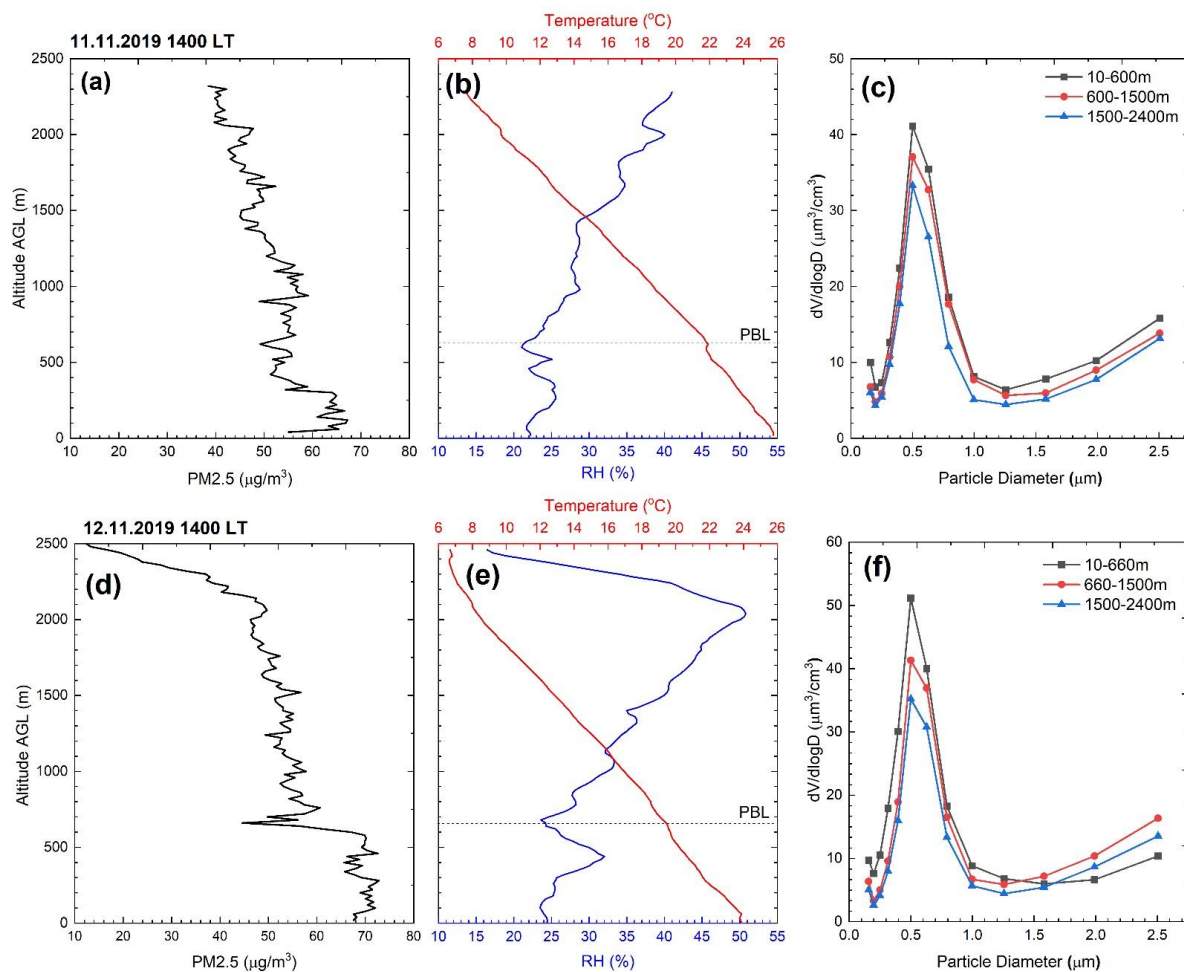 11.11.2019 1400 LT
(a)
Altitude AGL (m)
2500
2000
1500
1000
500
0
10 20 30 40 50 60 70 80
PM2.5 (μg/m³)
Temperature (°C)
6 8 10 12 14 16 18 20 22 24 26
(b)
PBL
10 15 20 25 30 35 40 45 50 55
RH (%)
(c)
10-600m
600-1500m
1500-2400m
dV/dlogD (μm³/cm³)
50
40
30
20
10
0
0.0 0.5 1.0 1.5 2.0 2.5
Particle Diameter (μm)
12.11.2019 1400 LT
(d)
Altitude AGL (m)
2500
2000
1500
1000
500
0
10 20 30 40 50 60 70 80
PM2.5 (μg/m³)
Temperature (°C)
6 8 10 12 14 16 18 20 22 24 26
(e)
PBL
10 15 20 25 30 35 40 45 50 55
RH (%)
(f)
10-660m
660-1500m
1500-2400m
dV/dlogD (μm³/cm³)
60
50
40
30
20
10
0
0.0 0.5 1.0 1.5 2.0 2.5
Particle Diameter (μm)